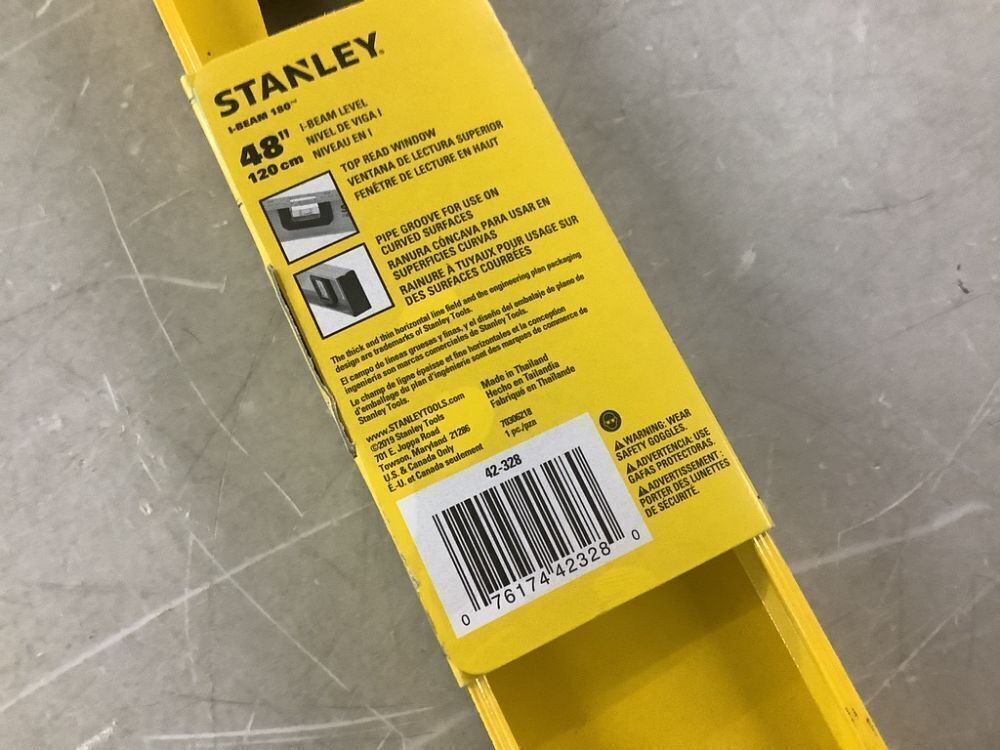 STANLEY®
I-BEAM 180™
48"
120 cm
I-BEAM LEVEL
NIVEL DE VIGA I
NIVEAU EN I
TOP READ WINDOW
VENTANA DE LECTURA SUPERIOR
FENÊTRE DE LECTURE EN HAUT
PIPE GROOVE FOR USE ON
CURVED SURFACES
RANURA CÓNCAVA PARA USAR EN
SUPERFICIES CURVAS
RAINURE À TUYAUX POUR USAGE SUR
DES SURFACES COURBÉES
The thick and thin horizontal line field and the engineering plan packaging
design are trademarks of Stanley Tools.
El campo de líneas gruesas y finas, y el diseño del embalaje de plano de
ingeniería son marcas comerciales de Stanley Tools.
Le champ de ligne épaisse et fine horizontales et la conception
d'emballage du plan d'ingénierie sont des marques de commerce de
Stanley Tools.
www.STANLEYTOOLS.com
©2019 Stanley Tools
701 E. Joppa Road
Towson, Maryland 21286
U.S. & Canada Only
É.-U. et Canada seulement
Made in Thailand
Hecho en Tailandia
Fabriqué en Thaïlande
70306218
1 pc./pza
⚠ WARNING: WEAR
SAFETY GOGGLES.
⚠ ADVERTENCIA: USE
GAFAS PROTECTORAS.
⚠ ADVERTISSEMENT :
PORTER DES LUNETTES
DE SÉCURITÉ.
42-328
0 76174 42328 0